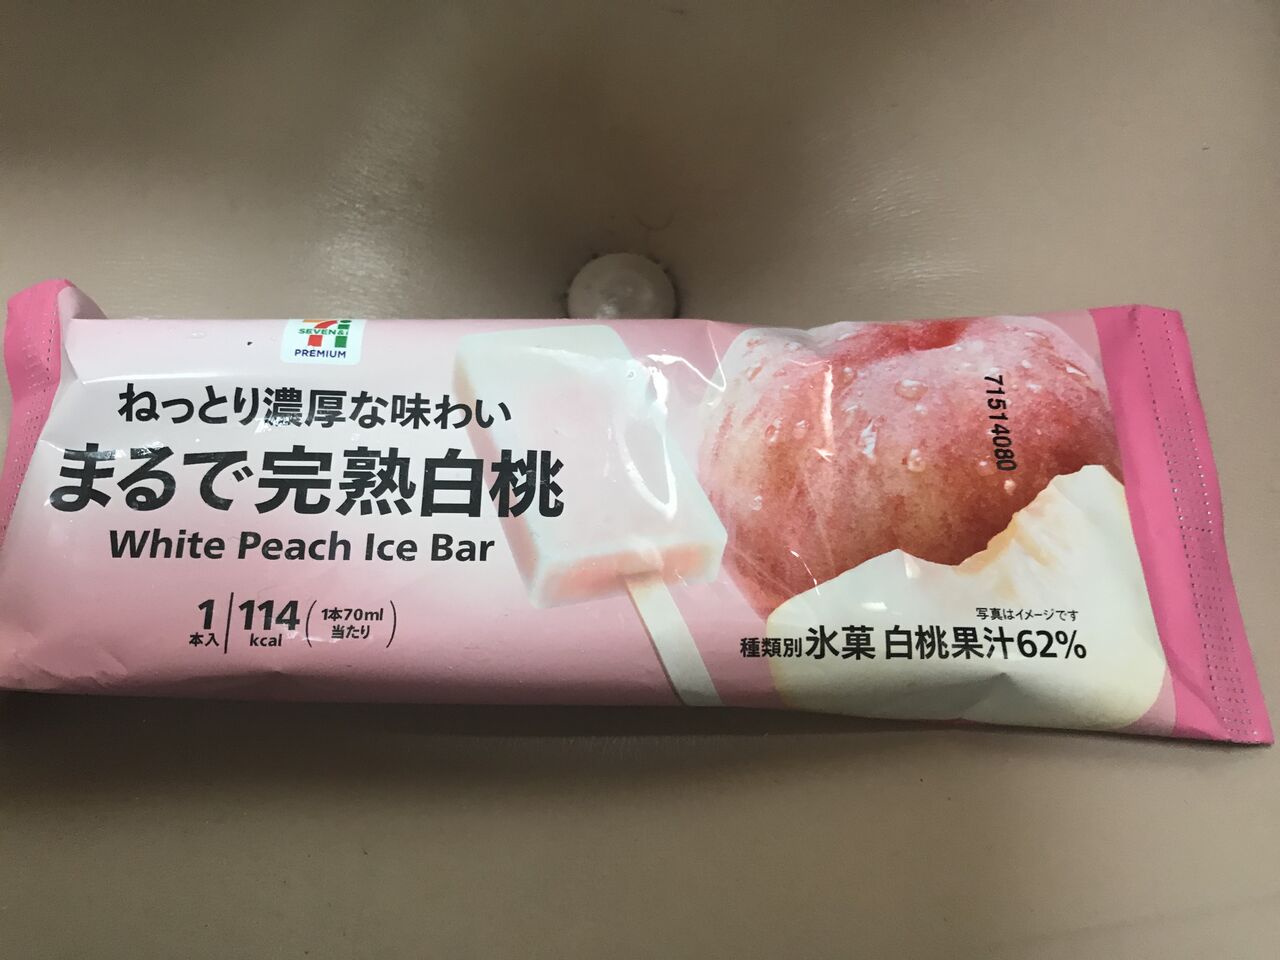 SEVEN&i
PREMIUM
ねっとり濃厚な味わい
まるで完熟白桃
White Peach Ice Bar
1本入 114kcal (1本70ml当たり)
71514080
写真はイメージです
種類別 氷菓 白桃果汁62%